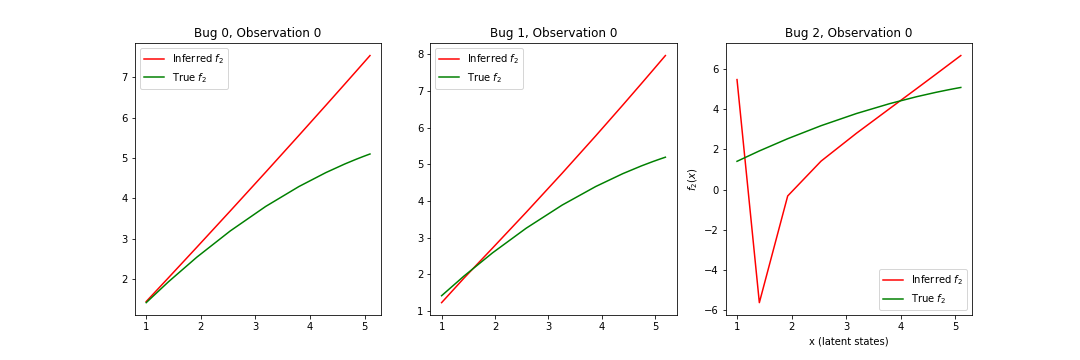 Bug 0, Observation 0
Inferred f₂
True f₂
7
6
5
4
3
2
1 2 3 4 5
Bug 1, Observation 0
Inferred f₂
True f₂
8
7
6
5
4
3
2
1
1 2 3 4 5
Bug 2, Observation 0
f₂(x)
6
4
2
0
−2
−4
−6
Inferred f₂
True f₂
1 2 3 4 5
x (latent states)